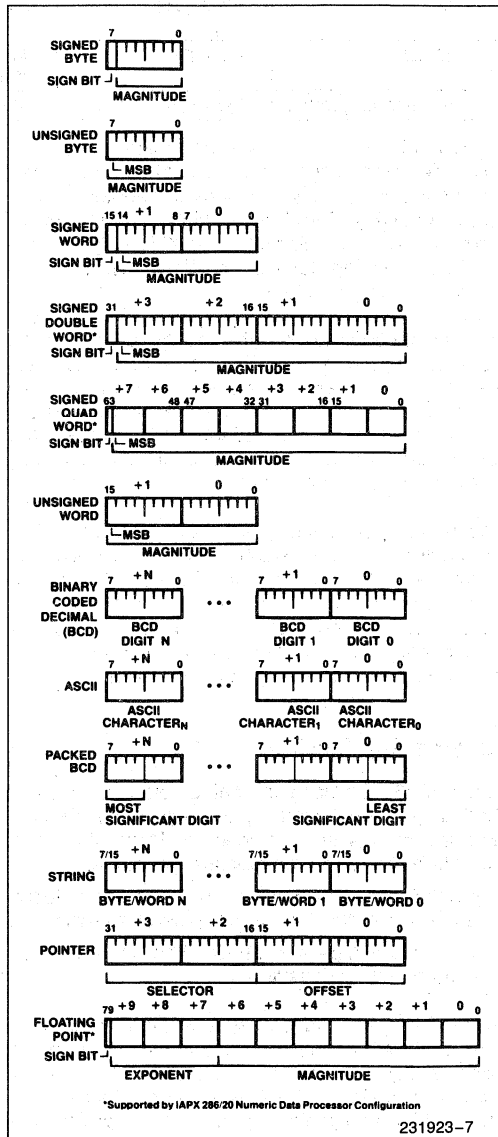 7 0
SIGNED
BYTE
SIGN BIT
MAGNITUDE
7 0
UNSIGNED
BYTE
MSB
MAGNITUDE
15 14 +1 8 7 0 0
SIGNED
WORD
SIGN BIT MSB
MAGNITUDE
31 +3 +2 16 15 +1 0 0
SIGNED
DOUBLE
WORD*
SIGN BIT MSB
MAGNITUDE
+7 +6 +5 +4 +3 +2 +1 0
63 48 47 32 31 16 15 0
SIGNED
QUAD
WORD*
SIGN BIT MSB
MAGNITUDE
15 +1 0 0
UNSIGNED
WORD
MSB
MAGNITUDE
7 +N 0 7 +1 0 7 0 0
BINARY
CODED
DECIMAL
(BCD)
• • •
BCD BCD BCD
DIGIT N DIGIT 1 DIGIT 0
7 +N 0 7 +1 0 7 0 0
ASCII • • •
ASCII ASCII ASCII
CHARACTERN CHARACTER1 CHARACTER0
7 +N 0 7 +1 0 7 0 0
PACKED
BCD
• • •
MOST LEAST
SIGNIFICANT DIGIT SIGNIFICANT DIGIT
7/15 +N 0 7/15 +1 0 7/15 0 0
STRING • • •
BYTE/WORD N BYTE/WORD 1 BYTE/WORD 0
31 +3 +2 16 15 +1 0 0
POINTER
SELECTOR OFFSET
79 +9 +8 +7 +6 +5 +4 +3 +2 +1 0 0
FLOATING
POINT*
SIGN BIT
EXPONENT MAGNITUDE
*Supported by IAPX 286/20 Numeric Data Processor Configuration
231923–7